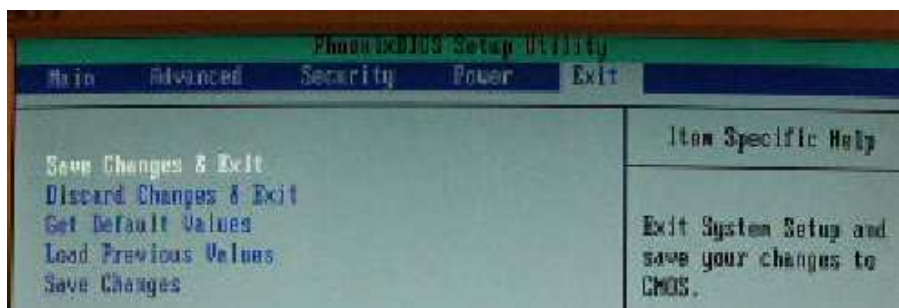 PhoenixBIOS Setup Utility
Main Advanced Security Power Exit
Item Specific Help
Save Changes & Exit
Discard Changes & Exit
Get Default Values
Load Previous Values
Save Changes
Exit System Setup and
save your changes to
CMOS.